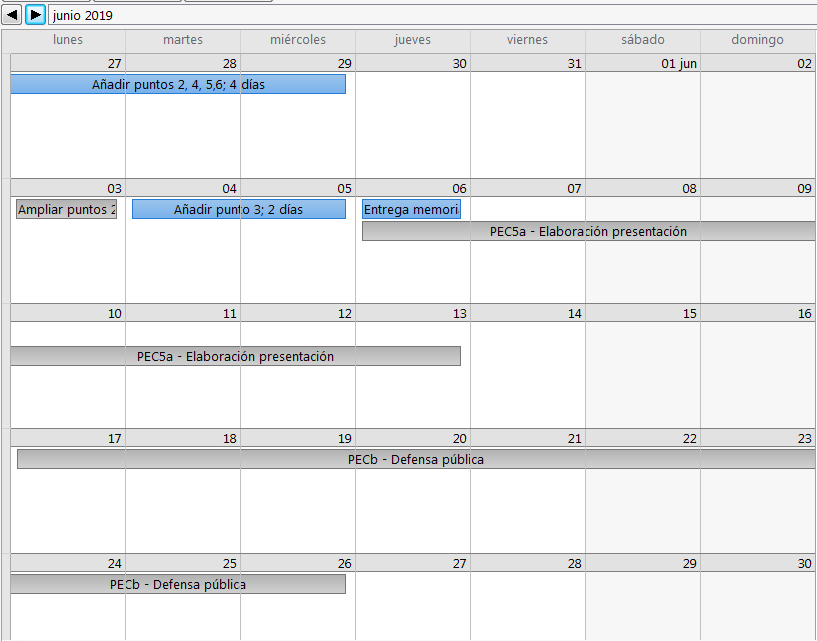 junio 2019
lunes martes miércoles jueves viernes sábado domingo
27 28 29 30 31 01 jun 02
Añadir puntos 2, 4, 5,6; 4 días
03 04 05 06 07 08 09
Ampliar puntos 2 Añadir punto 3; 2 días Entrega memori
PEC5a - Elaboración presentación
10 11 12 13 14 15 16
PEC5a - Elaboración presentación
17 18 19 20 21 22 23
PECb - Defensa pública
24 25 26 27 28 29 30
PECb - Defensa pública